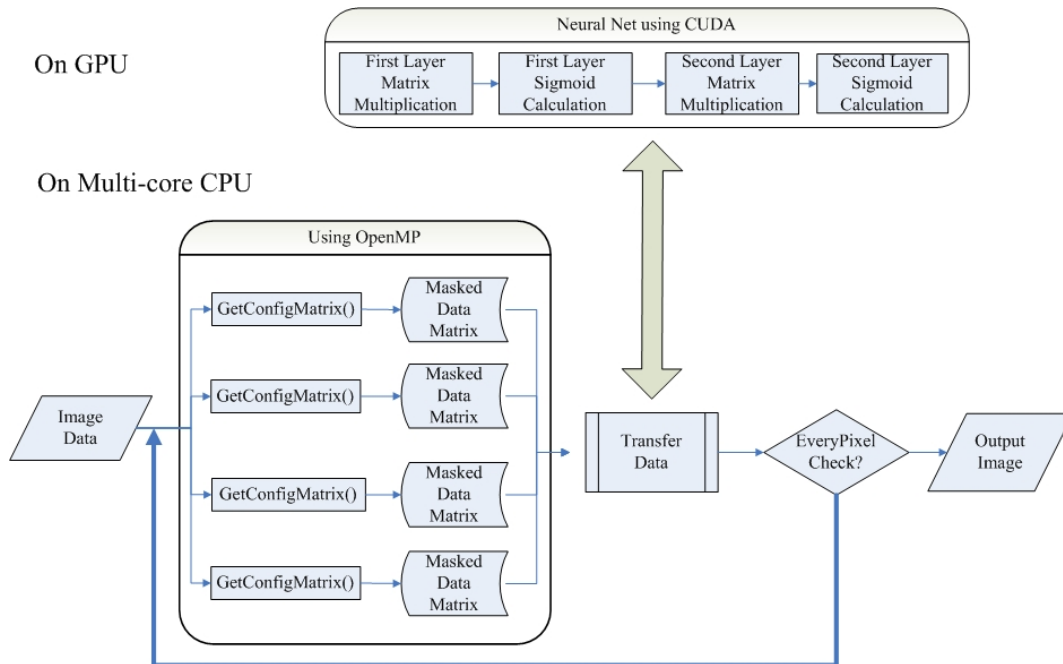 Neural Net using CUDA
On GPU
First Layer
Matrix
Multiplication
First Layer
Sigmoid
Calculation
Second Layer
Matrix
Multiplication
Second Layer
Sigmoid
Calculation
On Multi-core CPU
Using OpenMP
GetConfigMatrix()
Masked
Data
Matrix
GetConfigMatrix()
Masked
Data
Matrix
GetConfigMatrix()
Masked
Data
Matrix
GetConfigMatrix()
Masked
Data
Matrix
Image
Data
Transfer
Data
EveryPixel
Check?
Output
Image